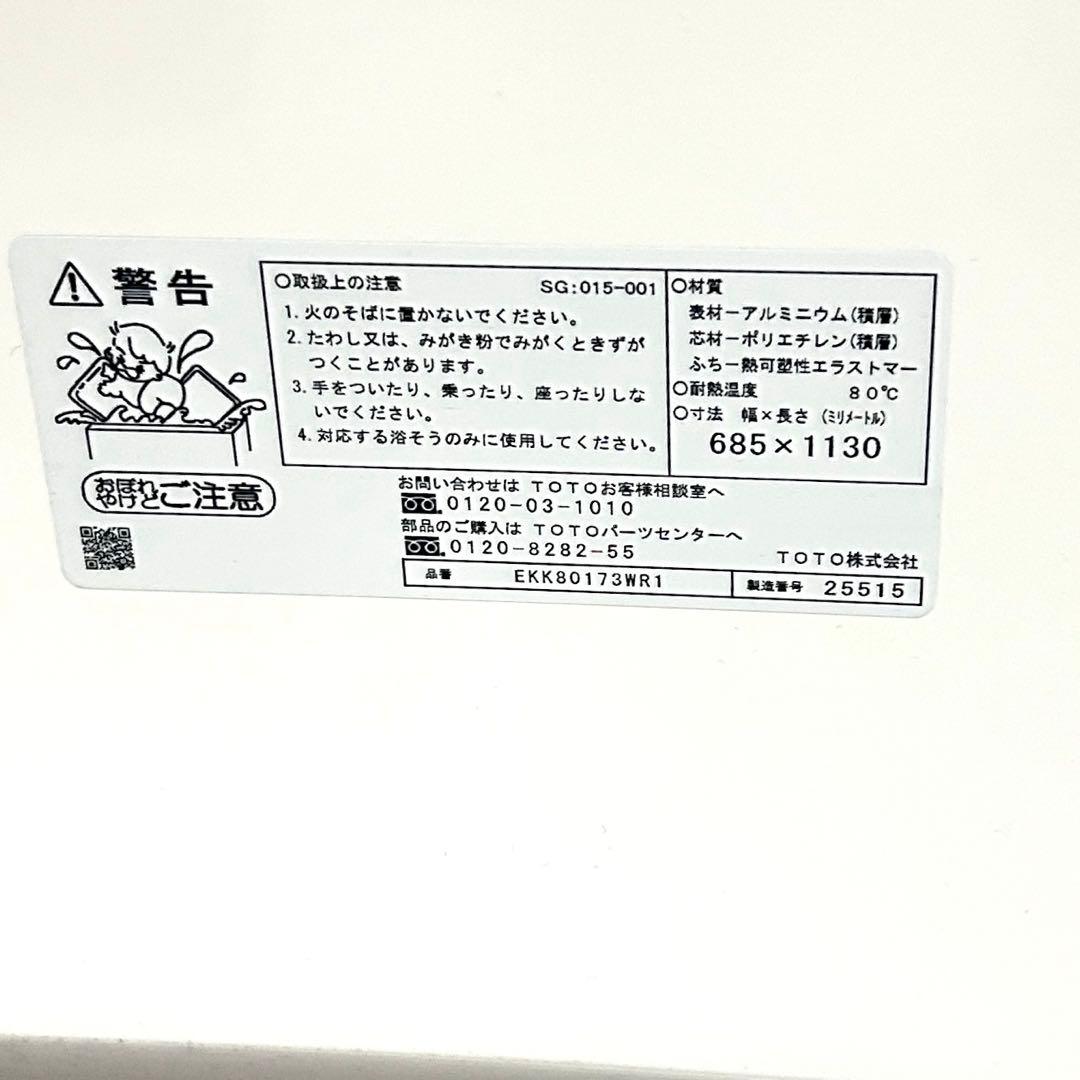 警告
おぼれ
やけど
ご注意
○取扱上の注意 SG:015-001
1. 火のそばに置かないでください。
2. たわし又は、みがき粉でみがくときずが
つくことがあります。
3. 手をついたり、乗ったり、座ったりしな
いでください。
4. 対応する浴そうのみに使用してください。
○材質
表材ーアルミニウム(積層)
芯材ーポリエチレン(積層)
ふちー熱可塑性エラストマー
○耐熱温度 80℃
○寸法 幅×長さ (ミリメートル)
685×1130
お問い合わせは TOTOお客様相談室へ
0120-03-1010
部品のご購入は TOTOパーツセンターへ
0120-8282-55
TOTO株式会社
品番 EKK80173WR1 製造番号 25515